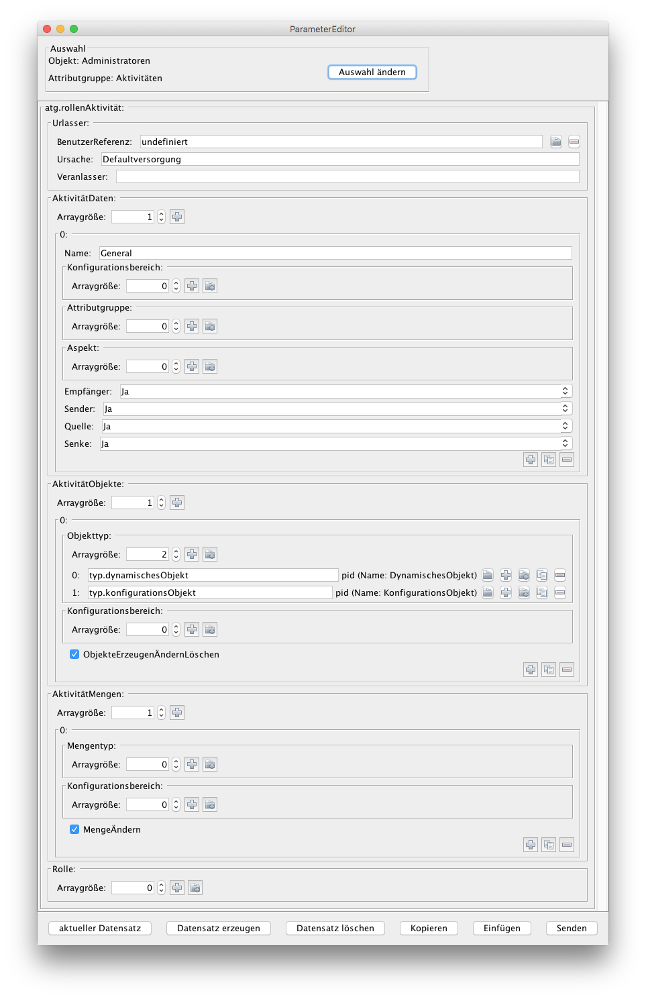 ParameterEditor
Auswahl
Objekt: Administratoren
Auswahl ändern
Attributgruppe: Aktivitäten
atg.rollenAktivität:
Urlasser:
BenutzerReferenz: undefiniert
Ursache: Defaultversorgung
Veranlasser:
AktivitätDaten:
Arraygröße: 1
0:
Name: General
Konfigurationsbereich:
Arraygröße: 0
Attributgruppe:
Arraygröße: 0
Aspekt:
Arraygröße: 0
Empfänger: Ja
Sender: Ja
Quelle: Ja
Senke: Ja
AktivitätObjekte:
Arraygröße: 1
0:
Objekttyp:
Arraygröße: 2
0: typ.dynamischesObjekt pid (Name: DynamischesObjekt)
1: typ.konfigurationsObjekt pid (Name: KonfigurationsObjekt)
Konfigurationsbereich:
Arraygröße: 0
ObjekteErzeugenÄndernLöschen
AktivitätMengen:
Arraygröße: 1
0:
Mengentyp:
Arraygröße: 0
Konfigurationsbereich:
Arraygröße: 0
MengeÄndern
Rolle:
Arraygröße: 0
aktueller Datensatz Datensatz erzeugen Datensatz löschen Kopieren Einfügen Senden